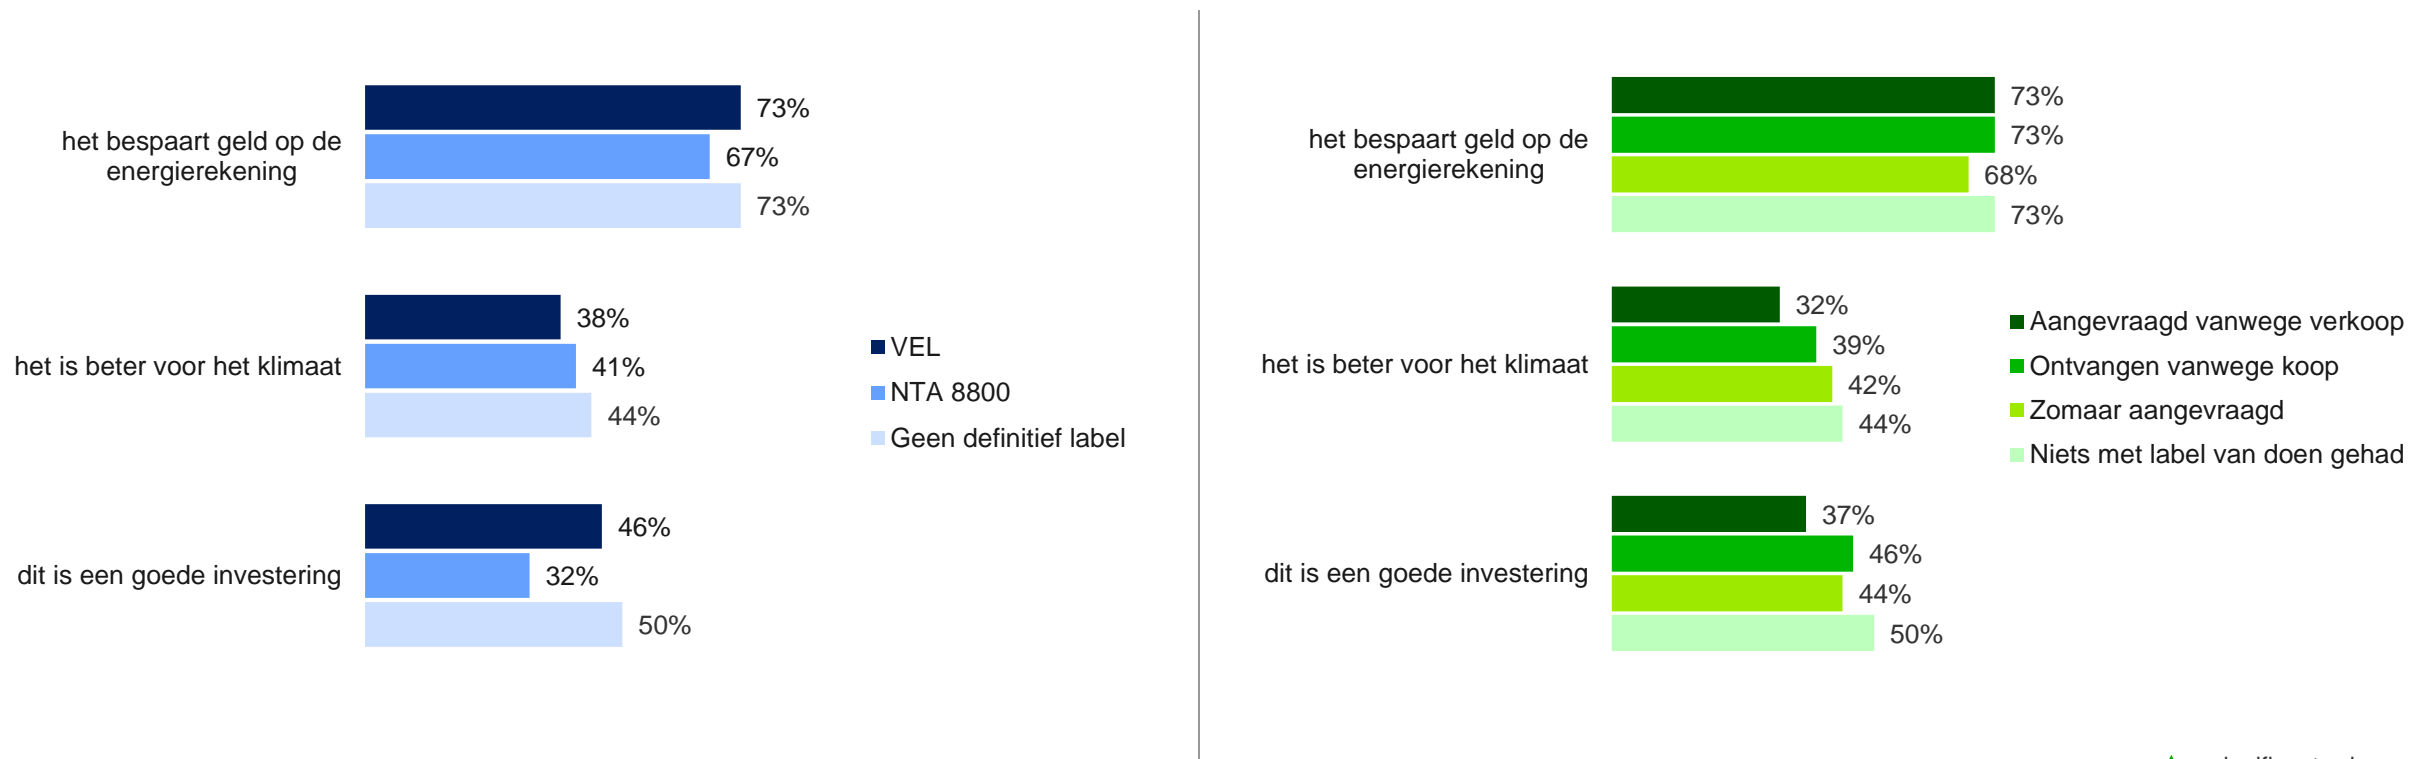 het bespaart geld op de
energierekening
73%
67%
73%
het is beter voor het klimaat
38%
41%
44%
dit is een goede investering
46%
32%
50%
VEL
NTA 8800
Geen definitief label
het bespaart geld op de
energierekening
73%
73%
68%
73%
het is beter voor het klimaat
32%
39%
42%
44%
dit is een goede investering
37%
46%
44%
50%
Aangevraagd vanwege verkoop
Ontvangen vanwege koop
Zomaar aangevraagd
Niets met label van doen gehad